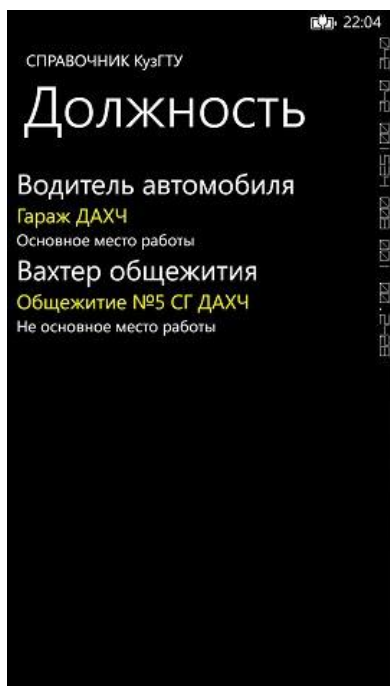 22:04
СПРАВОЧНИК КузГТУ
Должность
Водитель автомобиля
Гараж ДАХЧ
Основное место работы
Вахтер общежития
Общежитие №5 СГ ДАХЧ
Не основное место работы